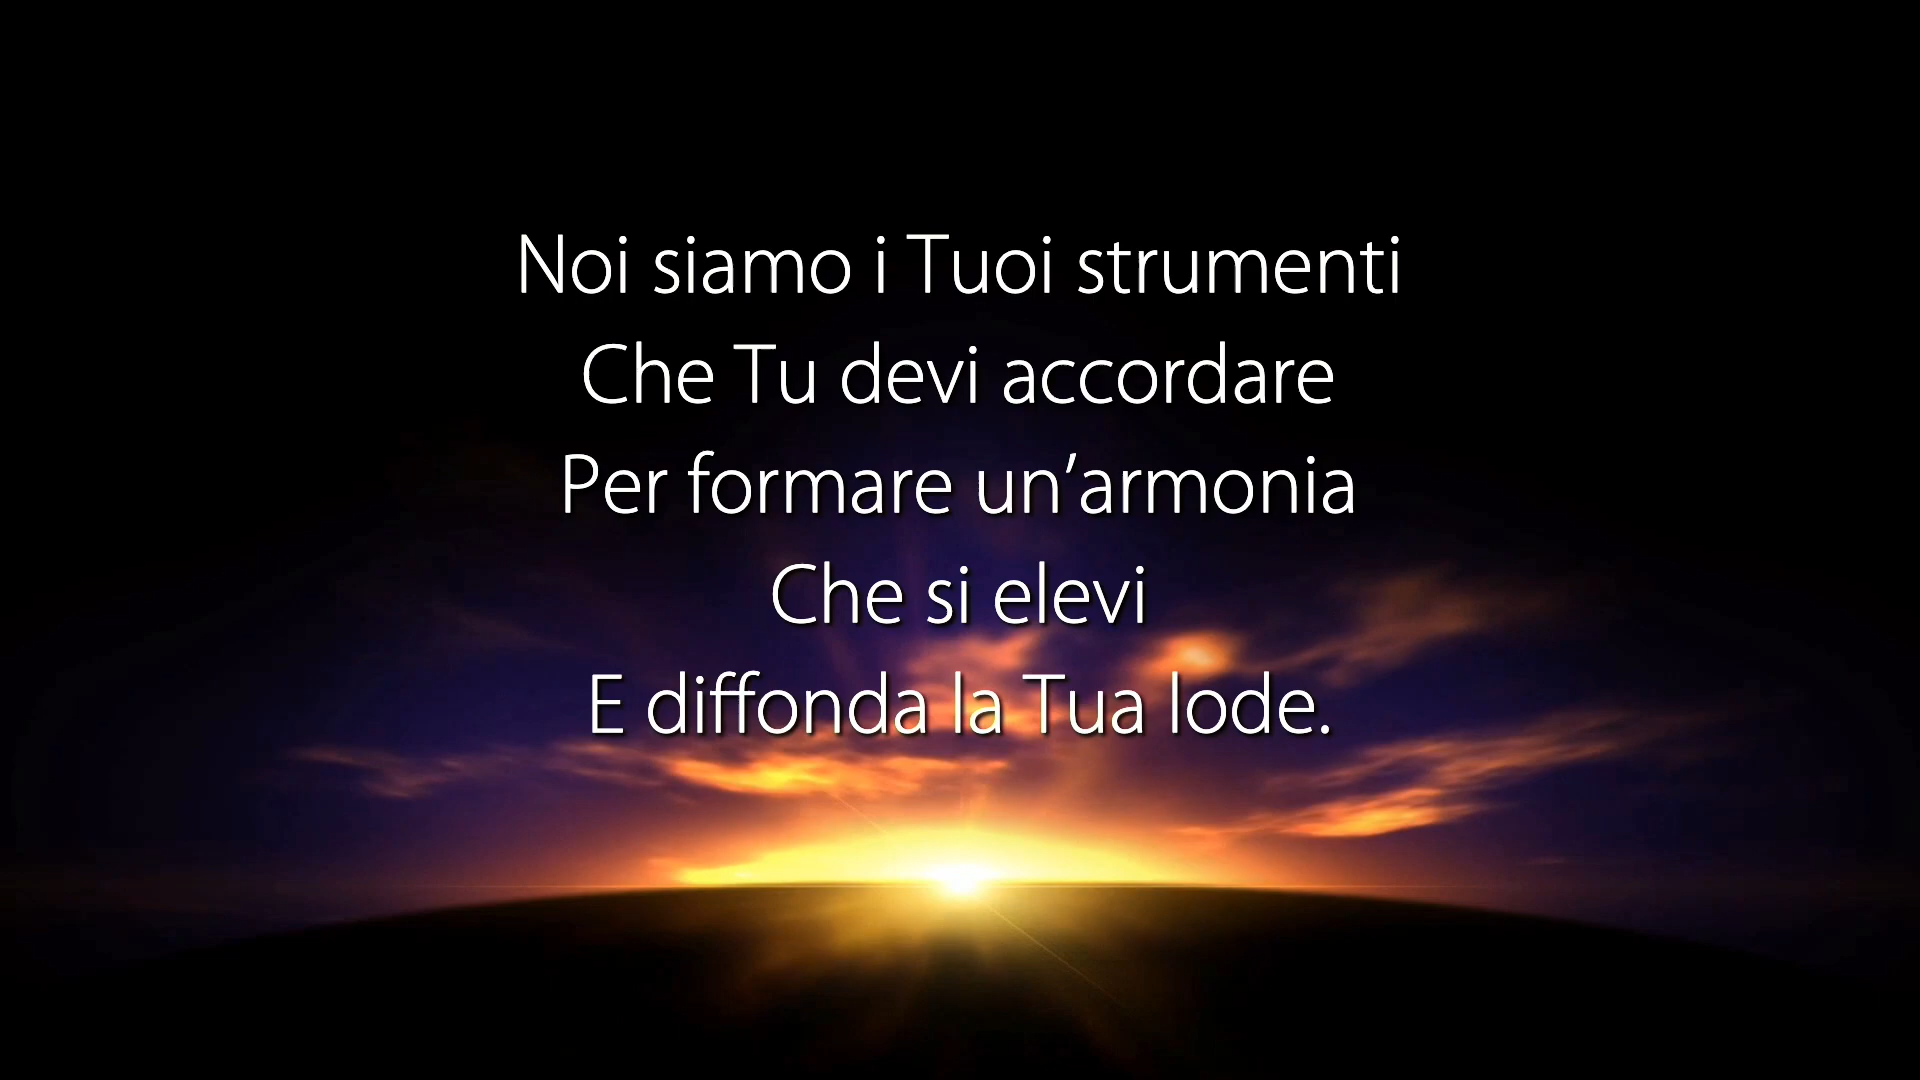 Noi siamo i Tuoi strumenti
Che Tu devi accordare
Per formare un’armonia
Che si elevi
E diffonda la Tua lode.